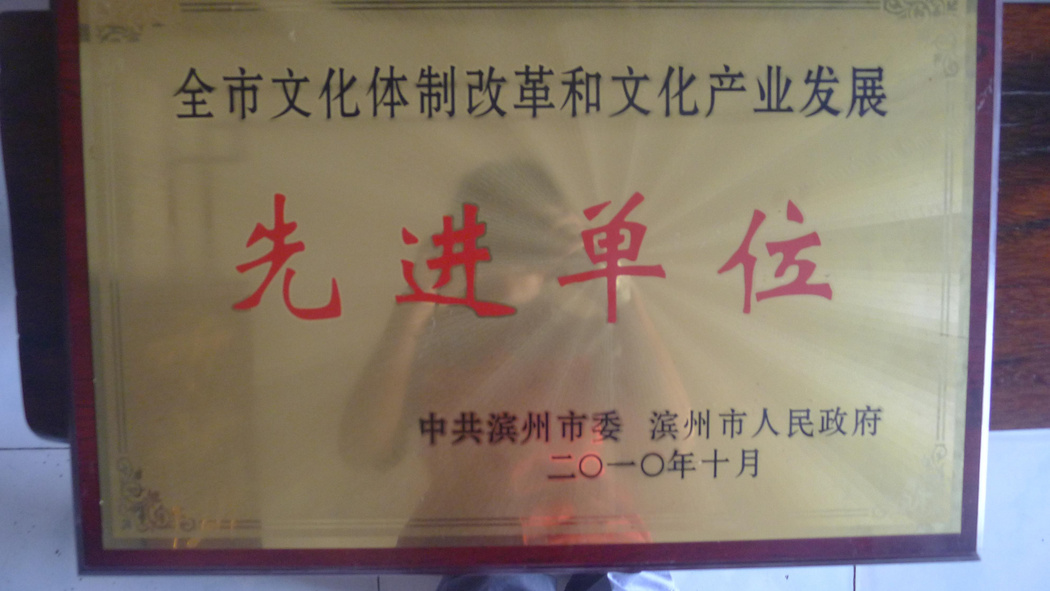 全市文化体制改革和文化产业发展
先进单位
中共滨州市委 滨州市人民政府
二〇一〇年十月